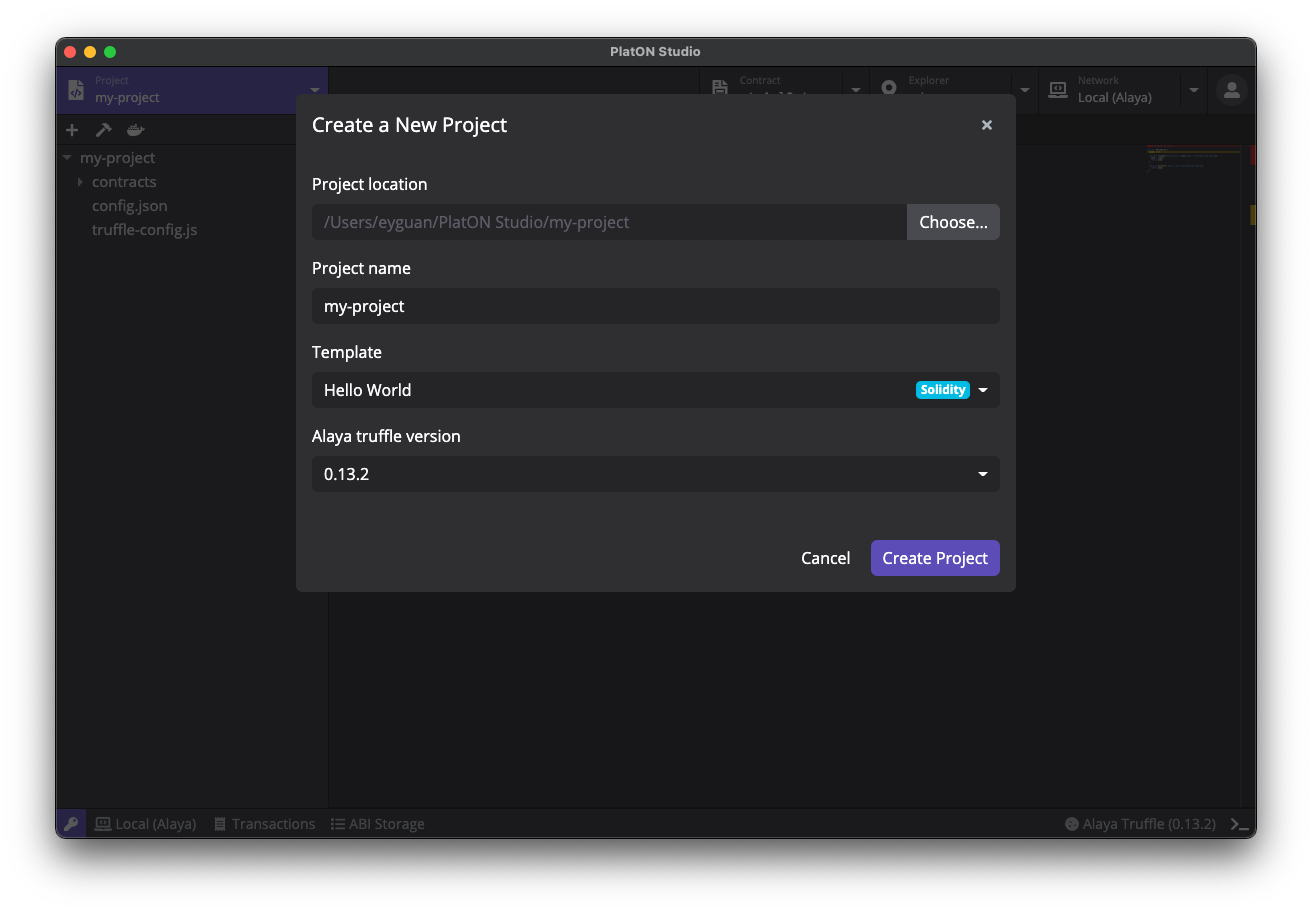 PlatON Studio
Project
my-project
Contract
Explorer
Network
Local (Alaya)
my-project
contracts
config.json
truffle-config.js
Create a New Project
Project location
/Users/eyguan/PlatON Studio/my-project
Choose...
Project name
my-project
Template
Hello World
Solidity
Alaya truffle version
0.13.2
Cancel
Create Project
Local (Alaya)
Transactions
ABI Storage
Alaya Truffle (0.13.2)